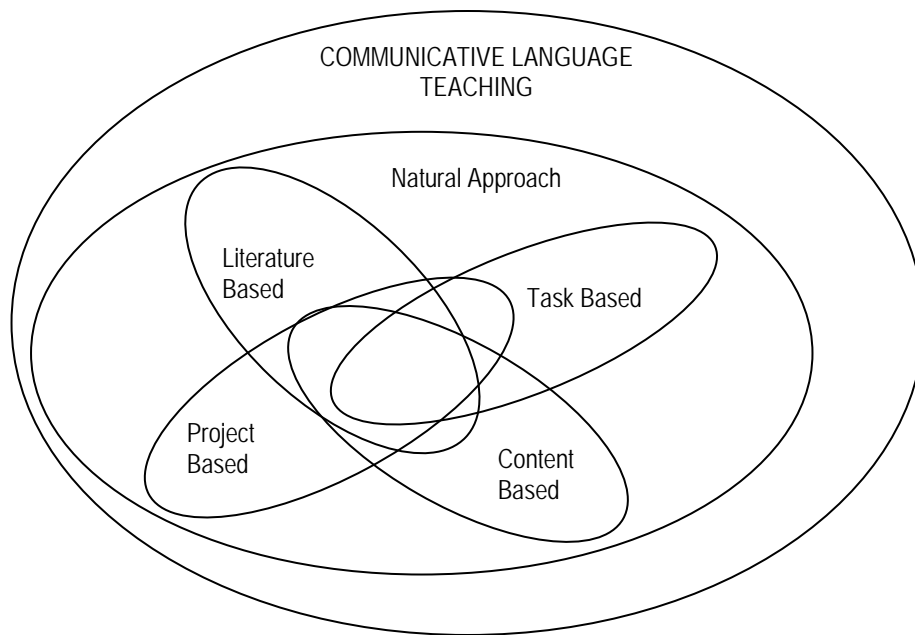 COMMUNICATIVE LANGUAGE
TEACHING
Natural Approach
Literature
Based
Task Based
Project
Based
Content
Based